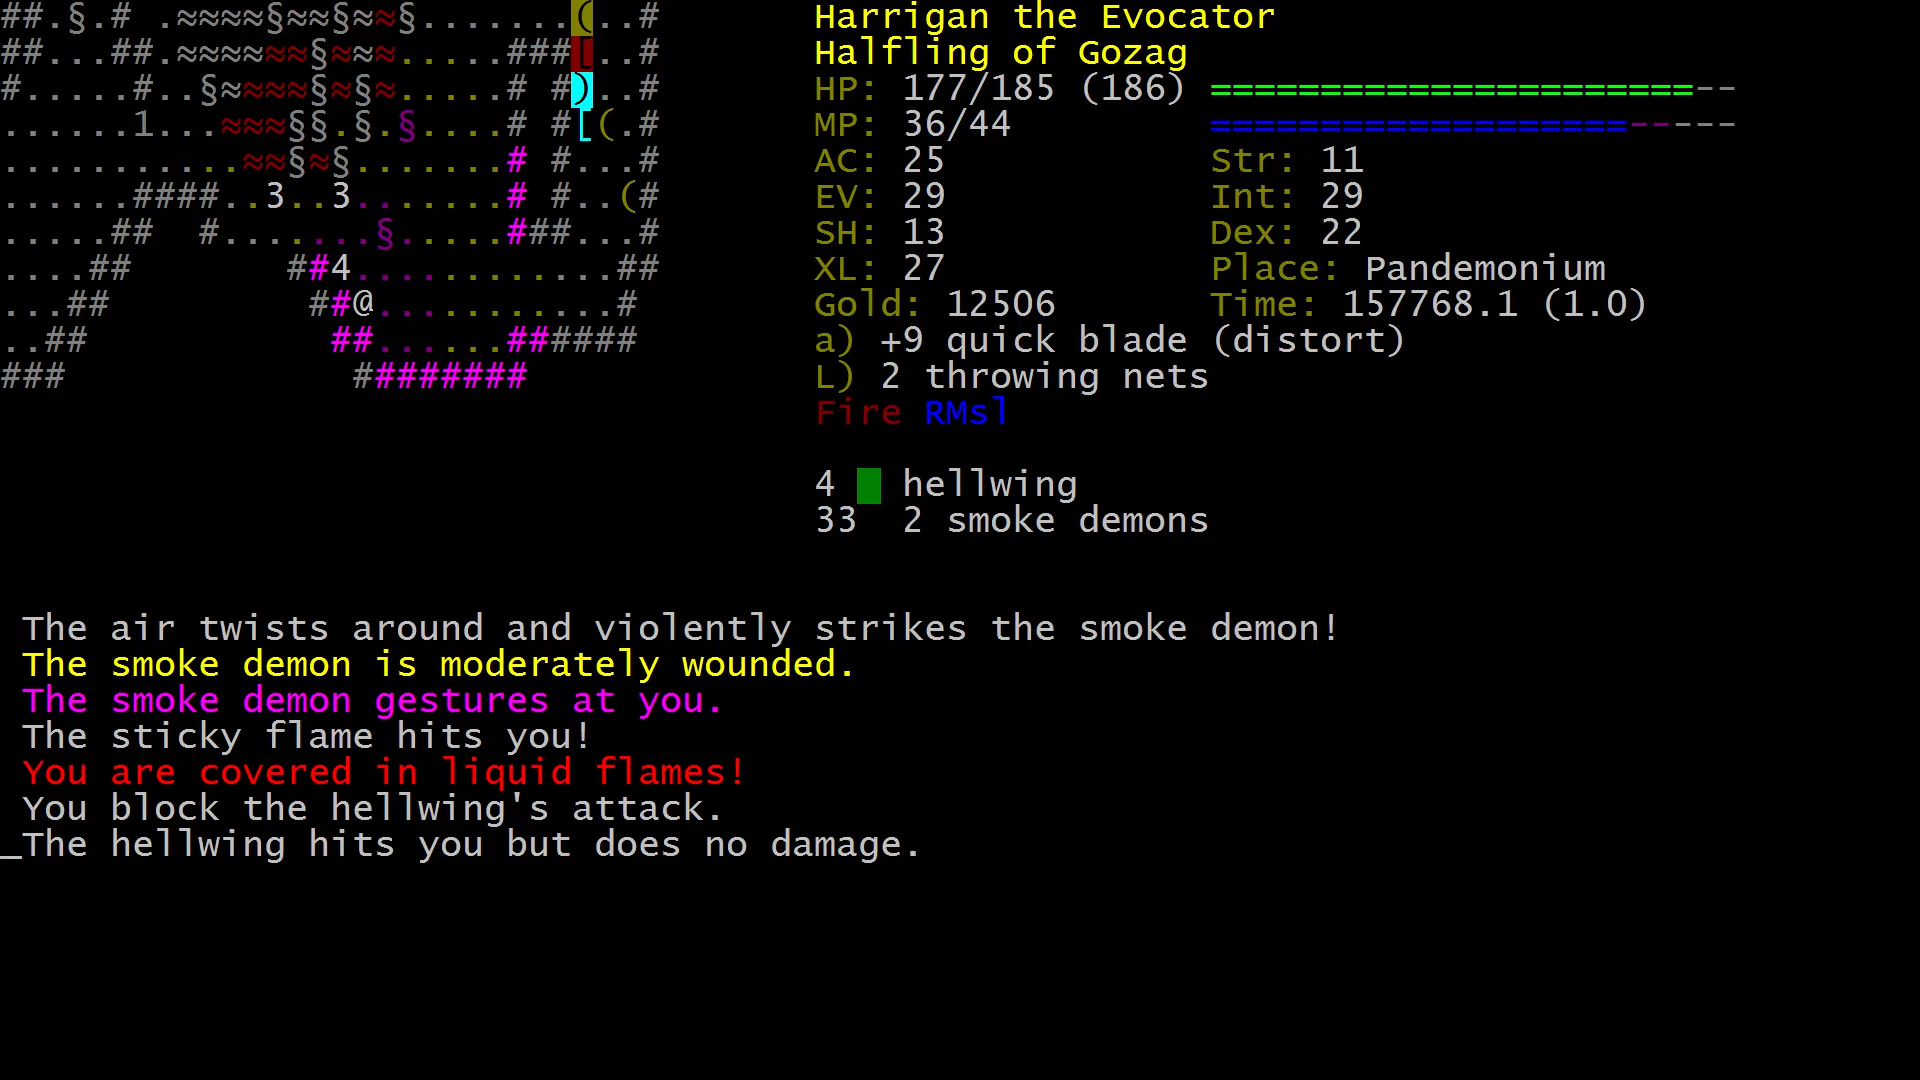 ##.§.#  .≈≈≈≈§≈≈§≈≈§.......(..#
##...##.≈≈≈≈≈≈§≈≈≈.....###[..#
#.....#..§≈≈≈≈§≈§≈.....# #)..#
......1...≈≈≈§§.§.§....# #[(.#
...........≈≈§≈§.......# #...#
......####..3..3.......# #..(#
.....##  #.......§.....###...#
....##       ##4............##
...##         ##@...........#
..##           ##......######
###             ########
Harrigan the Evocator
Halfling of Gozag
HP: 177/185 (186) ======================--
MP: 36/44 ===================-----
AC: 25 Str: 11
EV: 29 Int: 29
SH: 13 Dex: 22
XL: 27 Place: Pandemonium
Gold: 12506 Time: 157768.1 (1.0)
a) +9 quick blade (distort)
L) 2 throwing nets
Fire RMsl
4 hellwing
33 2 smoke demons
The air twists around and violently strikes the smoke demon!
The smoke demon is moderately wounded.
The smoke demon gestures at you.
The sticky flame hits you!
You are covered in liquid flames!
You block the hellwing's attack.
_The hellwing hits you but does no damage.